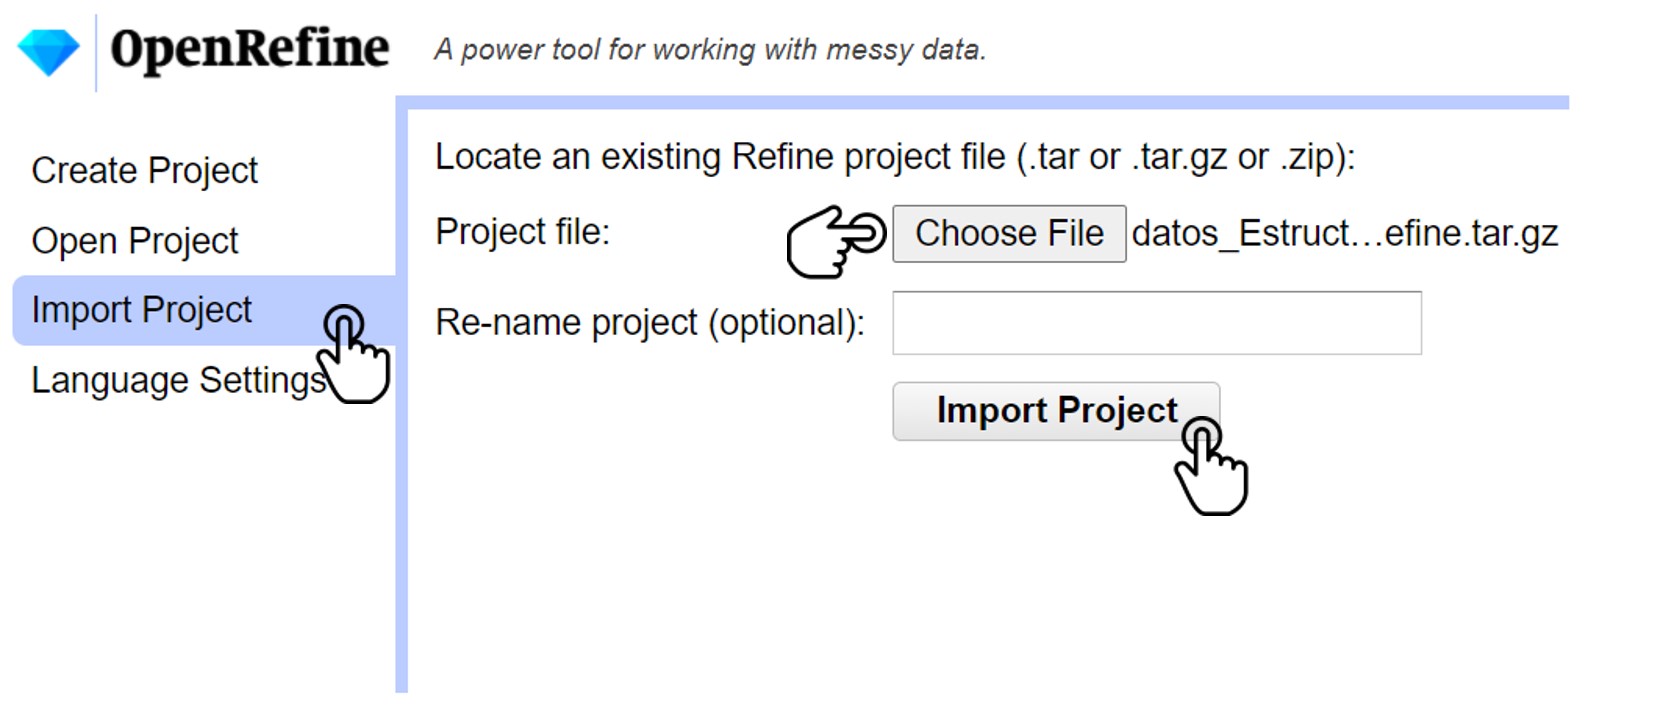 OpenRefine
A power tool for working with messy data.
Create Project
Open Project
Import Project
Language Settings
Locate an existing Refine project file (.tar or .tar.gz or .zip):
Project file: Choose File datos_Estruct…efine.tar.gz
Re-name project (optional):
Import Project